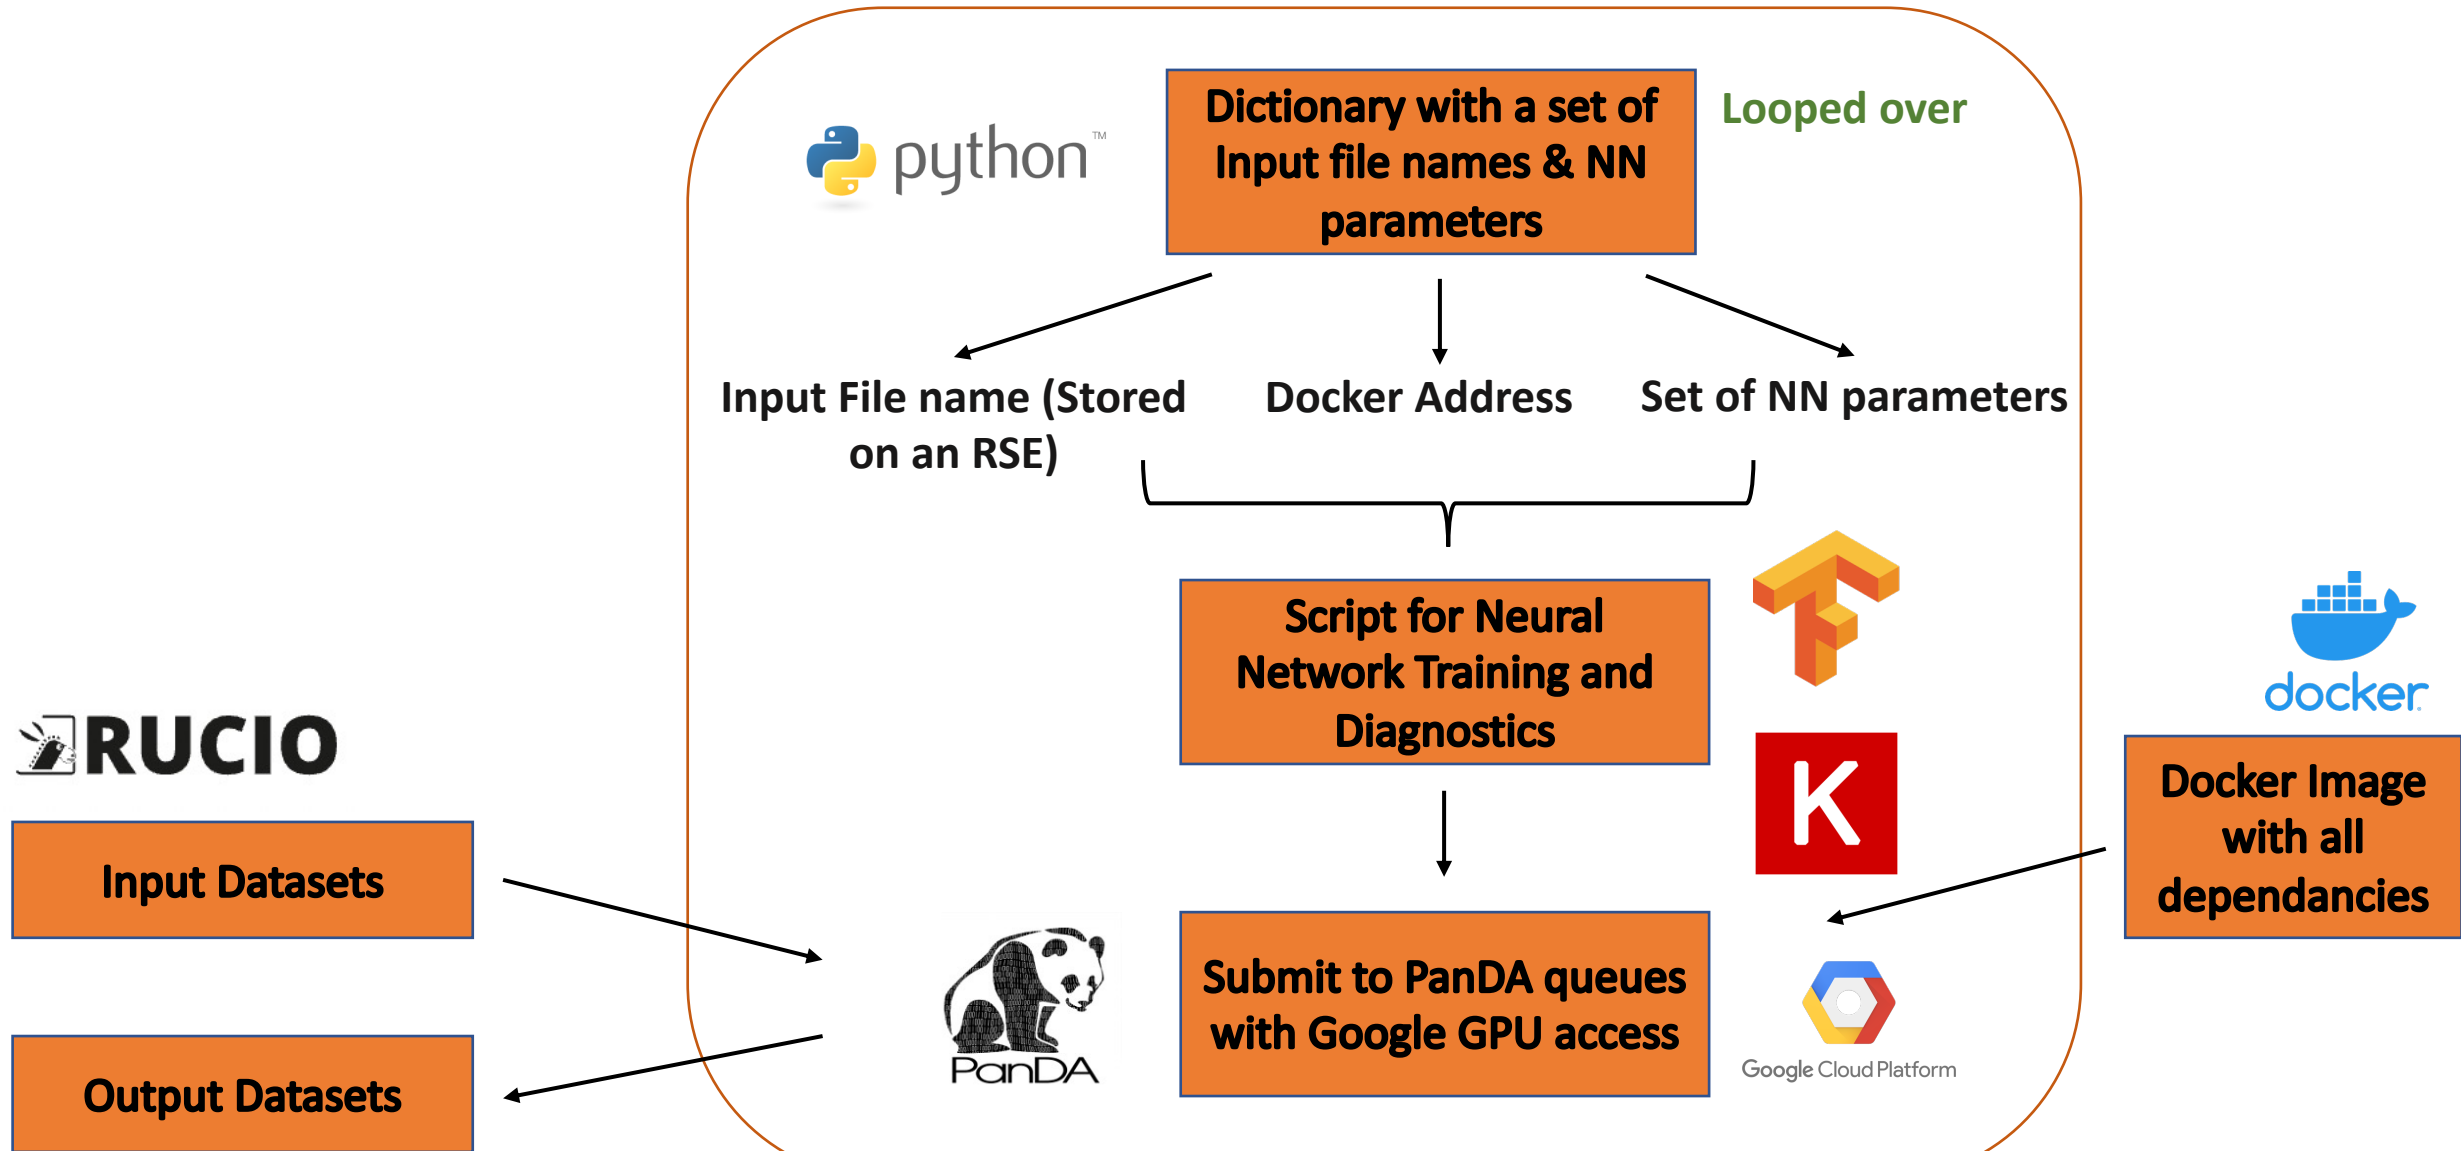 Dictionary with a set of
Input file names & NN
parameters
Looped over
python™
Input File name (Stored
on an RSE)
Docker Address
Set of NN parameters
Script for Neural
Network Training and
Diagnostics
K
docker
Docker Image
with all
dependancies
RUCIO
Input Datasets
Output Datasets
PanDA
Submit to PanDA queues
with Google GPU access
Google Cloud Platform